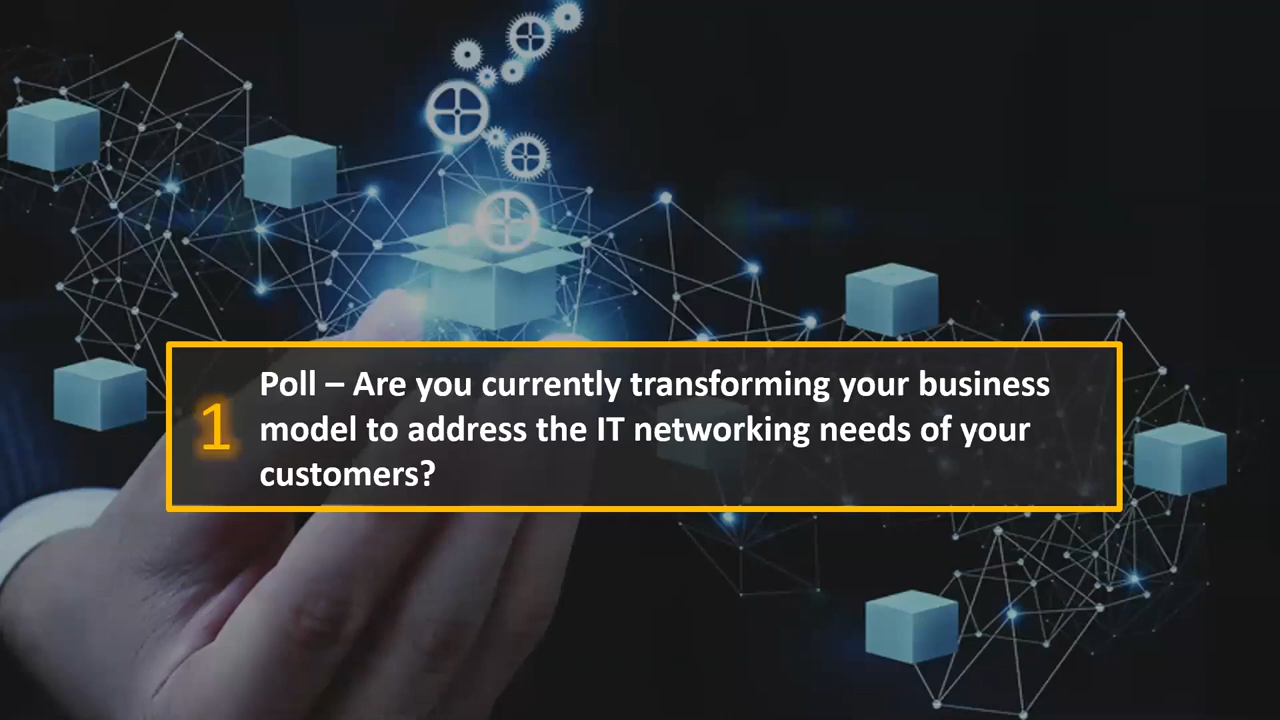 1
Poll – Are you currently transforming your business
model to address the IT networking needs of your
customers?